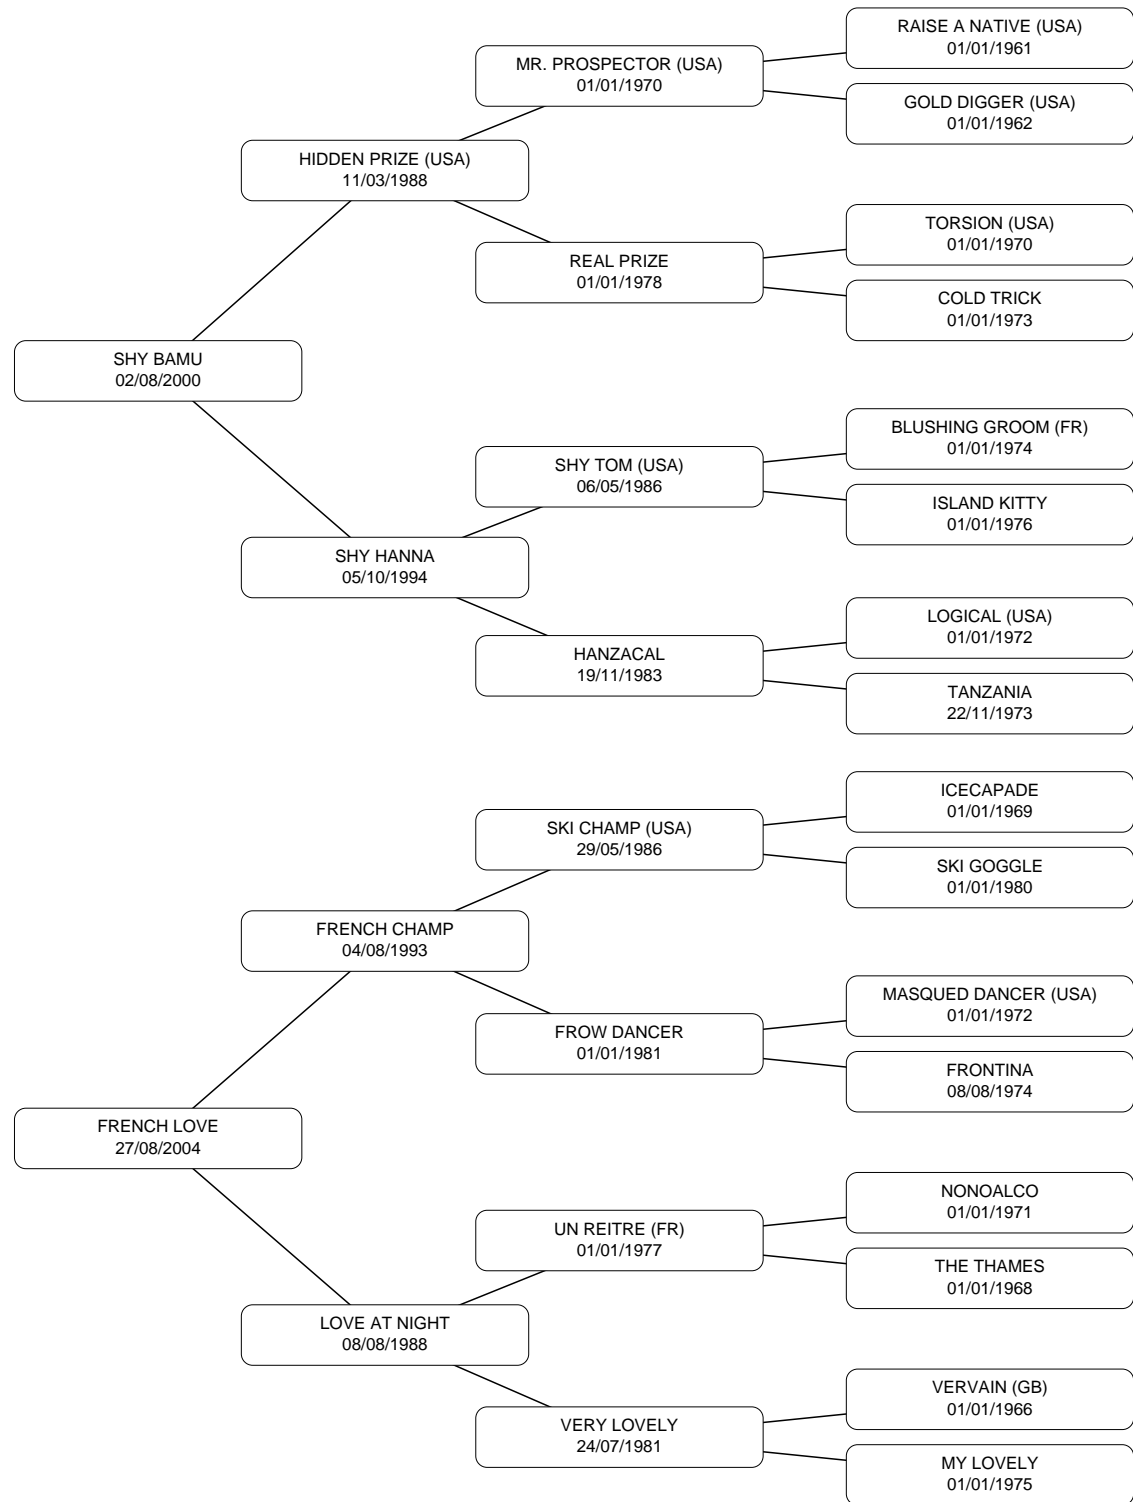 RAISE A NATIVE (USA)
01/01/1961
MR. PROSPECTOR (USA)
01/01/1970
GOLD DIGGER (USA)
01/01/1962
HIDDEN PRIZE (USA)
11/03/1988
TORSION (USA)
01/01/1970
REAL PRIZE
01/01/1978
COLD TRICK
01/01/1973
SHY BAMU
02/08/2000
BLUSHING GROOM (FR)
01/01/1974
SHY TOM (USA)
06/05/1986
ISLAND KITTY
01/01/1976
SHY HANNA
05/10/1994
LOGICAL (USA)
01/01/1972
HANZACAL
19/11/1983
TANZANIA
22/11/1973
ICECAPADE
01/01/1969
SKI CHAMP (USA)
29/05/1986
SKI GOGGLE
01/01/1980
FRENCH CHAMP
04/08/1993
MASQUED DANCER (USA)
01/01/1972
FROW DANCER
01/01/1981
FRONTINA
08/08/1974
FRENCH LOVE
27/08/2004
NONOALCO
01/01/1971
UN REITRE (FR)
01/01/1977
THE THAMES
01/01/1968
LOVE AT NIGHT
08/08/1988
VERVAIN (GB)
01/01/1966
VERY LOVELY
24/07/1981
MY LOVELY
01/01/1975